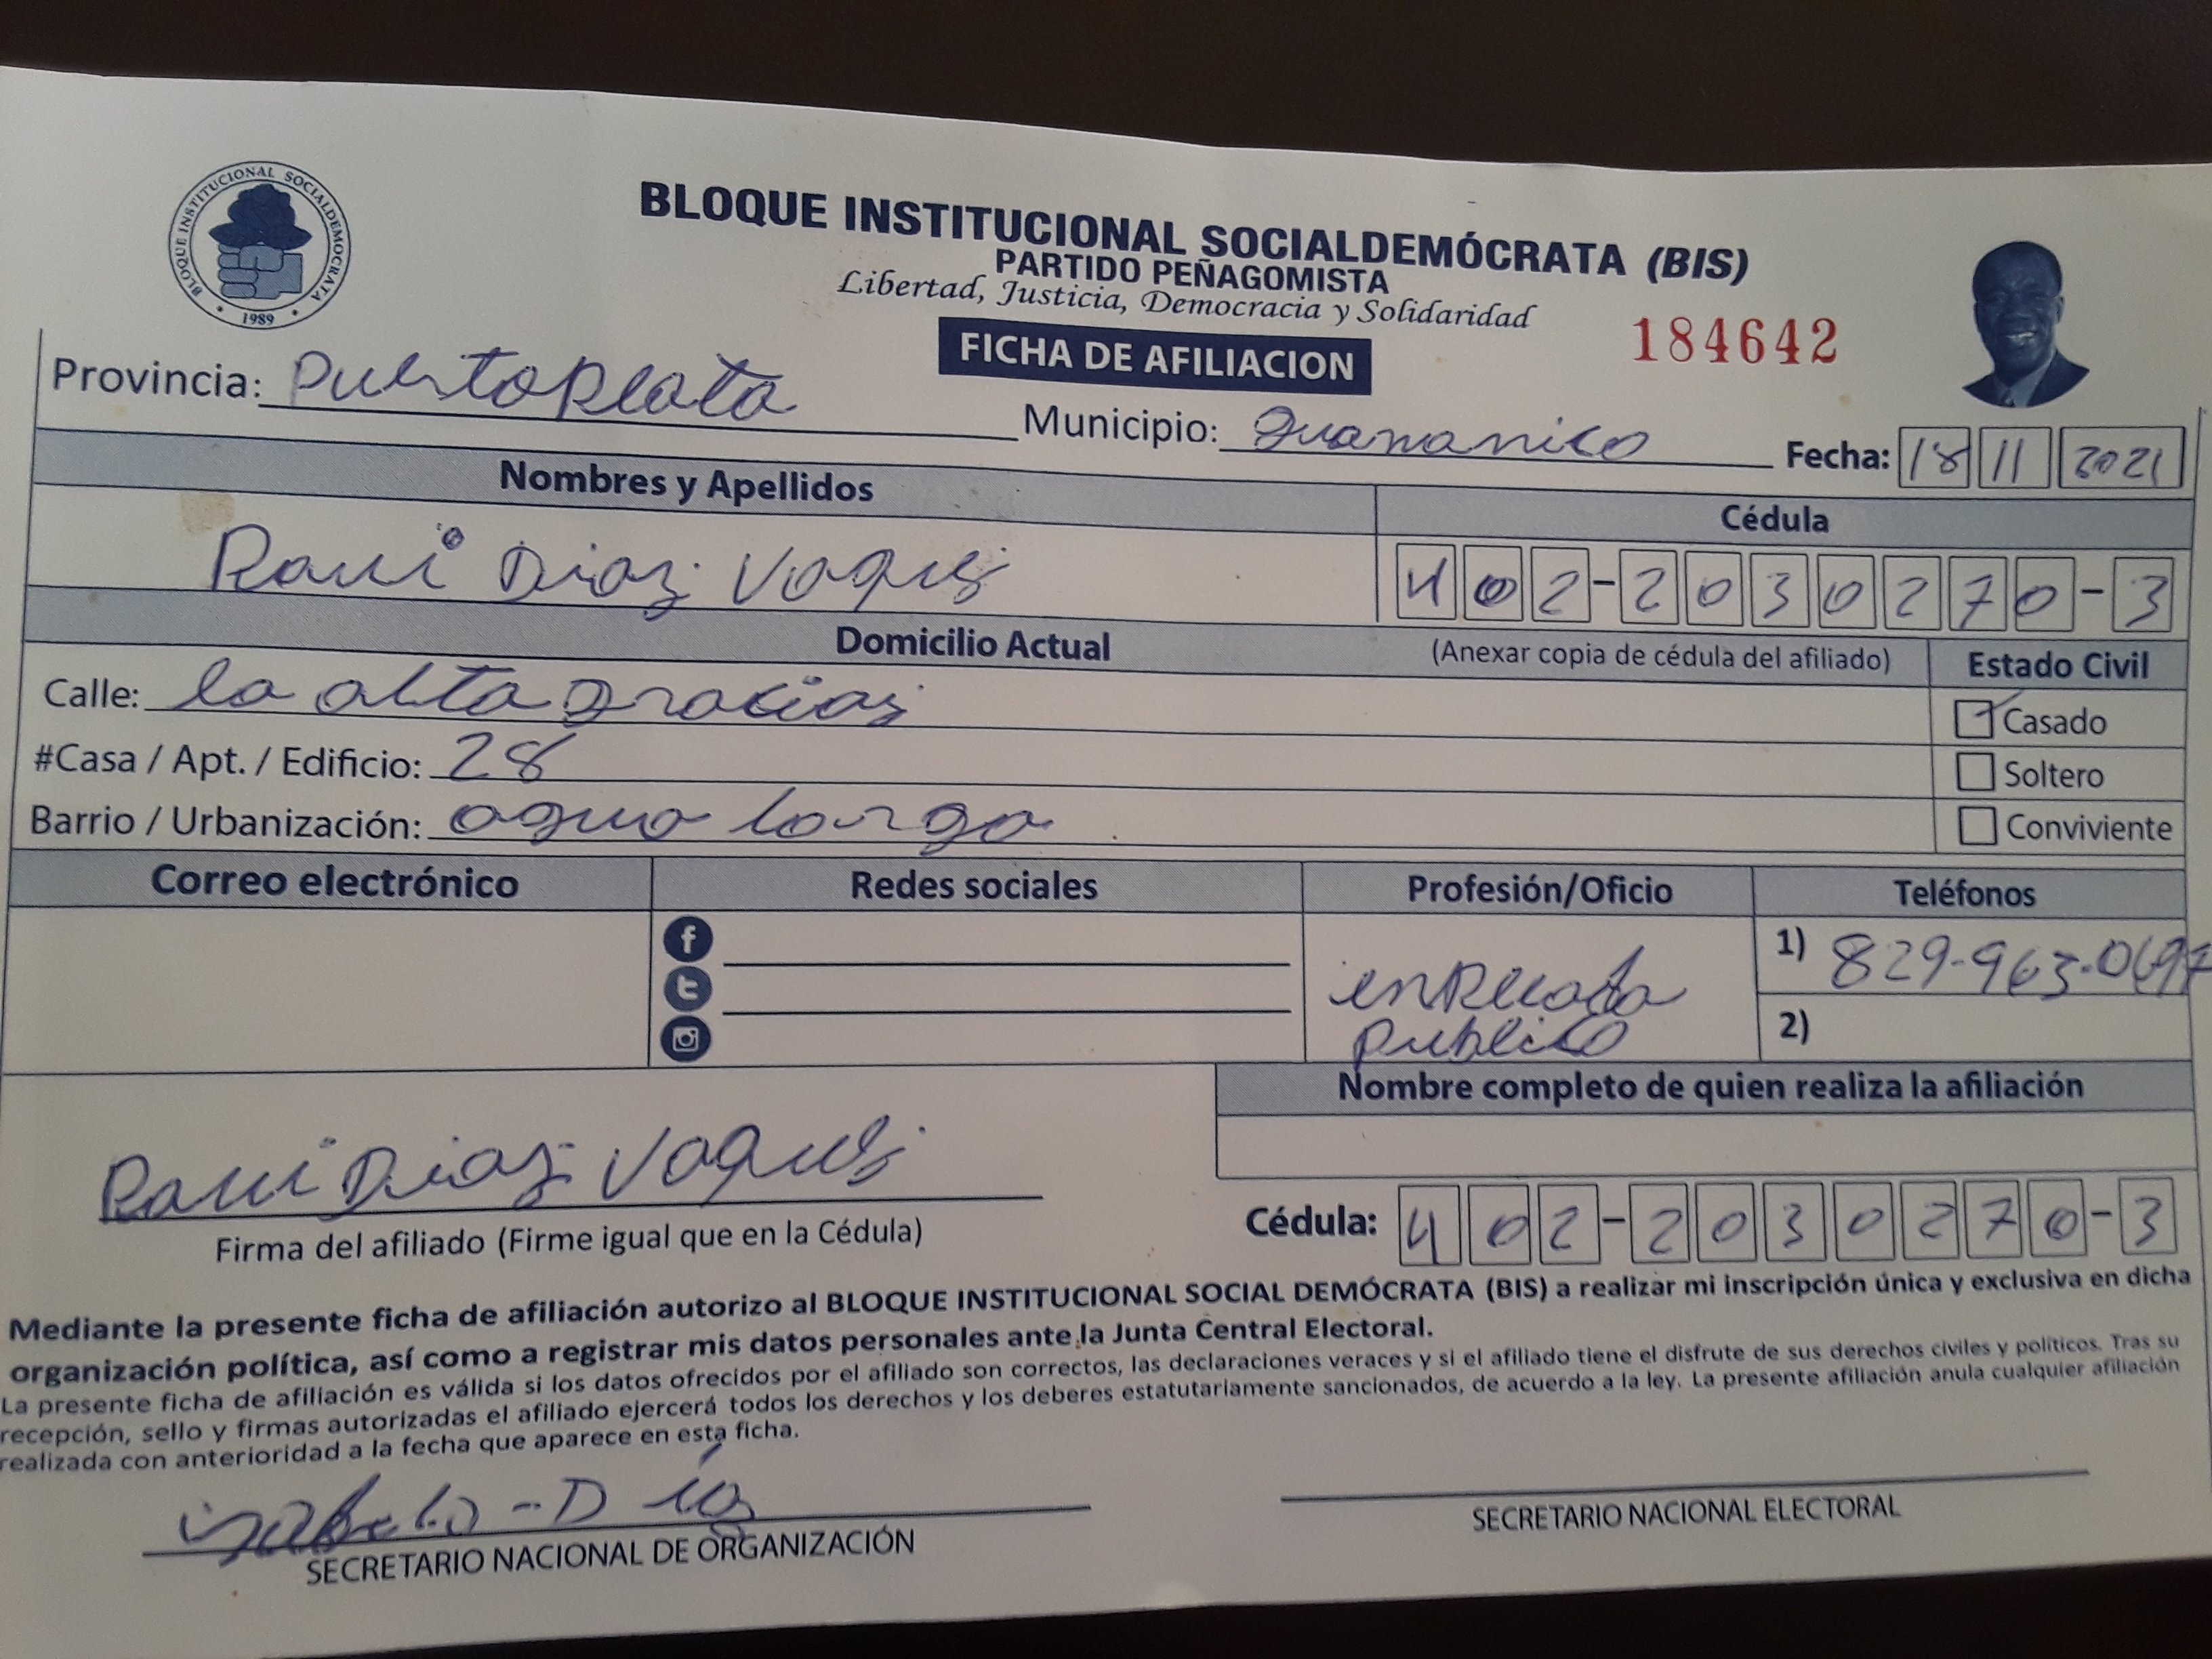 BLOQUE INSTITUCIONAL SOCIALDEMOCRATA
1989
BLOQUE INSTITUCIONAL SOCIALDEMÓCRATA (BIS)
PARTIDO PEÑAGOMISTA
Libertad, Justicia, Democracia y Solidaridad
FICHA DE AFILIACION
184642
Provincia: Puerto Plata Municipio: guananico Fecha: 18 11 2021
Nombres y Apellidos Cédula
Diaz 402-2030270-3
Domicilio Actual (Anexar copia de cédula del afiliado) Estado Civil
Calle: la altagracias Casado
#Casa / Apt. / Edificio: 28 Soltero
Barrio / Urbanización: agua larga Conviviente
Correo electrónico Redes sociales Profesión/Oficio Teléfonos
1) 829-963-0697
publico 2)
Nombre completo de quien realiza la afiliación
Diaz
Firma del afiliado (Firme igual que en la Cédula) Cédula: 402-2030270-3
Mediante la presente ficha de afiliación autorizo al BLOQUE INSTITUCIONAL SOCIAL DEMÓCRATA (BIS) a realizar mi inscripción única y exclusiva en dicha
organización política, así como a registrar mis datos personales ante la Junta Central Electoral.
La presente ficha de afiliación es válida si los datos ofrecidos por el afiliado son correctos, las declaraciones veraces y si el afiliado tiene el disfrute de sus derechos civiles y políticos. Tras su
recepción, sello y firmas autorizadas el afiliado ejercerá todos los derechos y los deberes estatutariamente sancionados, de acuerdo a la ley. La presente afiliación anula cualquier afiliación
realizada con anterioridad a la fecha que aparece en esta ficha.
SECRETARIO NACIONAL DE ORGANIZACIÓN SECRETARIO NACIONAL ELECTORAL